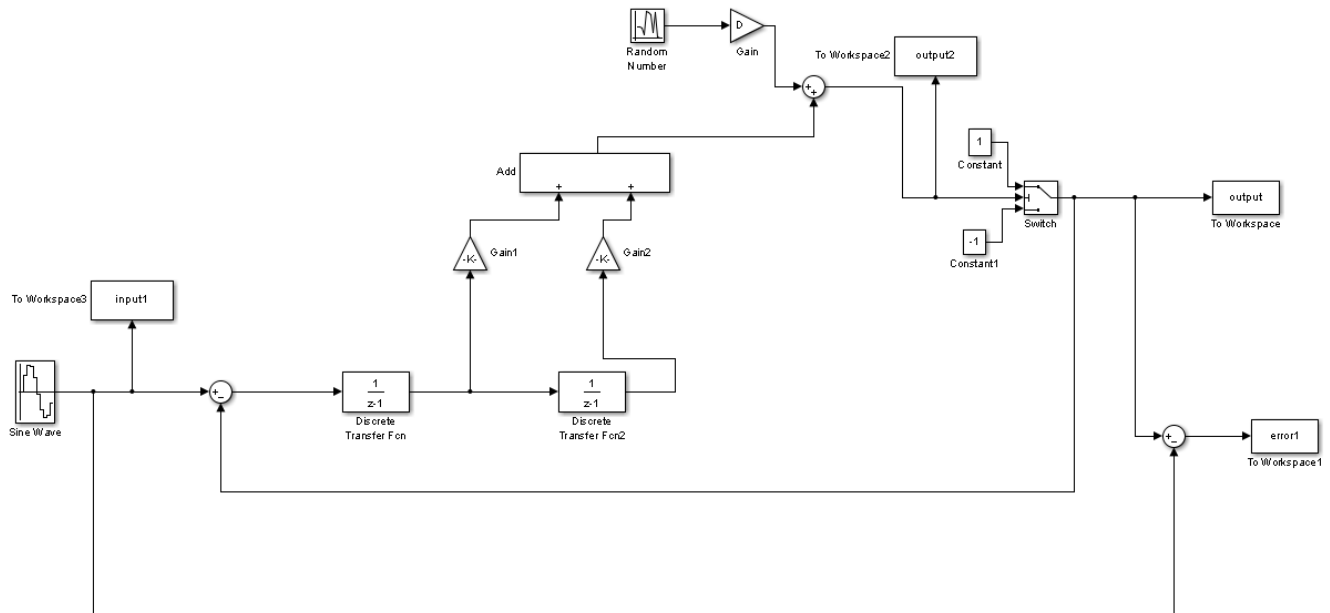 D
Random
Number
Gain
To Workspace2
output2
+
+
1
Constant
Add
+
+
Switch
output
To Workspace
-1
Constant1
-K-
Gain1
-K-
Gain2
To Workspace3
input1
Sine Wave
+
-
1
z-1
Discrete
Transfer Fcn
1
z-1
Discrete
Transfer Fcn2
+
-
error1
To Workspace1